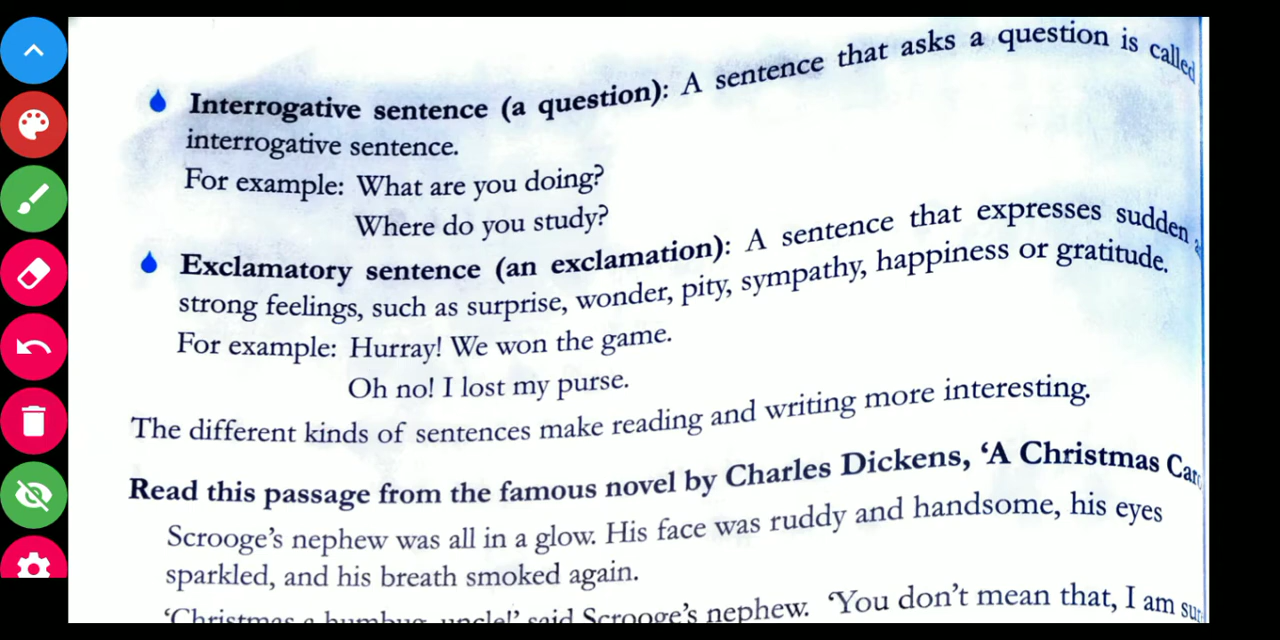 Interrogative sentence (a question): A sentence that asks a question is called
interrogative sentence.
For example: What are you doing?
Where do you study?
Exclamatory sentence (an exclamation): A sentence that expresses sudden
strong feelings, such as surprise, wonder, pity, sympathy, happiness or gratitude.
For example: Hurray! We won the game.
Oh no! I lost my purse.
The different kinds of sentences make reading and writing more interesting.
Read this passage from the famous novel by Charles Dickens, ‘A Christmas
Scrooge’s nephew was all in a glow. His face was ruddy and handsome, his eyes
sparkled, and his breath smoked again.
‘Christmas a humbug, uncle!’ said Scrooge’s nephew. ‘You don’t mean that, I am